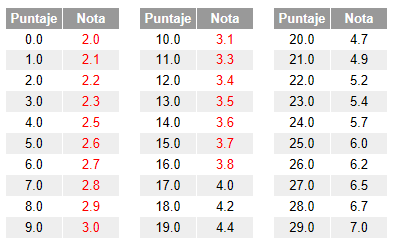 Puntaje Nota Puntaje Nota Puntaje Nota
0.0 2.0 10.0 3.1 20.0 4.7
1.0 2.1 11.0 3.3 21.0 4.9
2.0 2.2 12.0 3.4 22.0 5.2
3.0 2.3 13.0 3.5 23.0 5.4
4.0 2.5 14.0 3.6 24.0 5.7
5.0 2.6 15.0 3.7 25.0 6.0
6.0 2.7 16.0 3.8 26.0 6.2
7.0 2.8 17.0 4.0 27.0 6.5
8.0 2.9 18.0 4.2 28.0 6.7
9.0 3.0 19.0 4.4 29.0 7.0